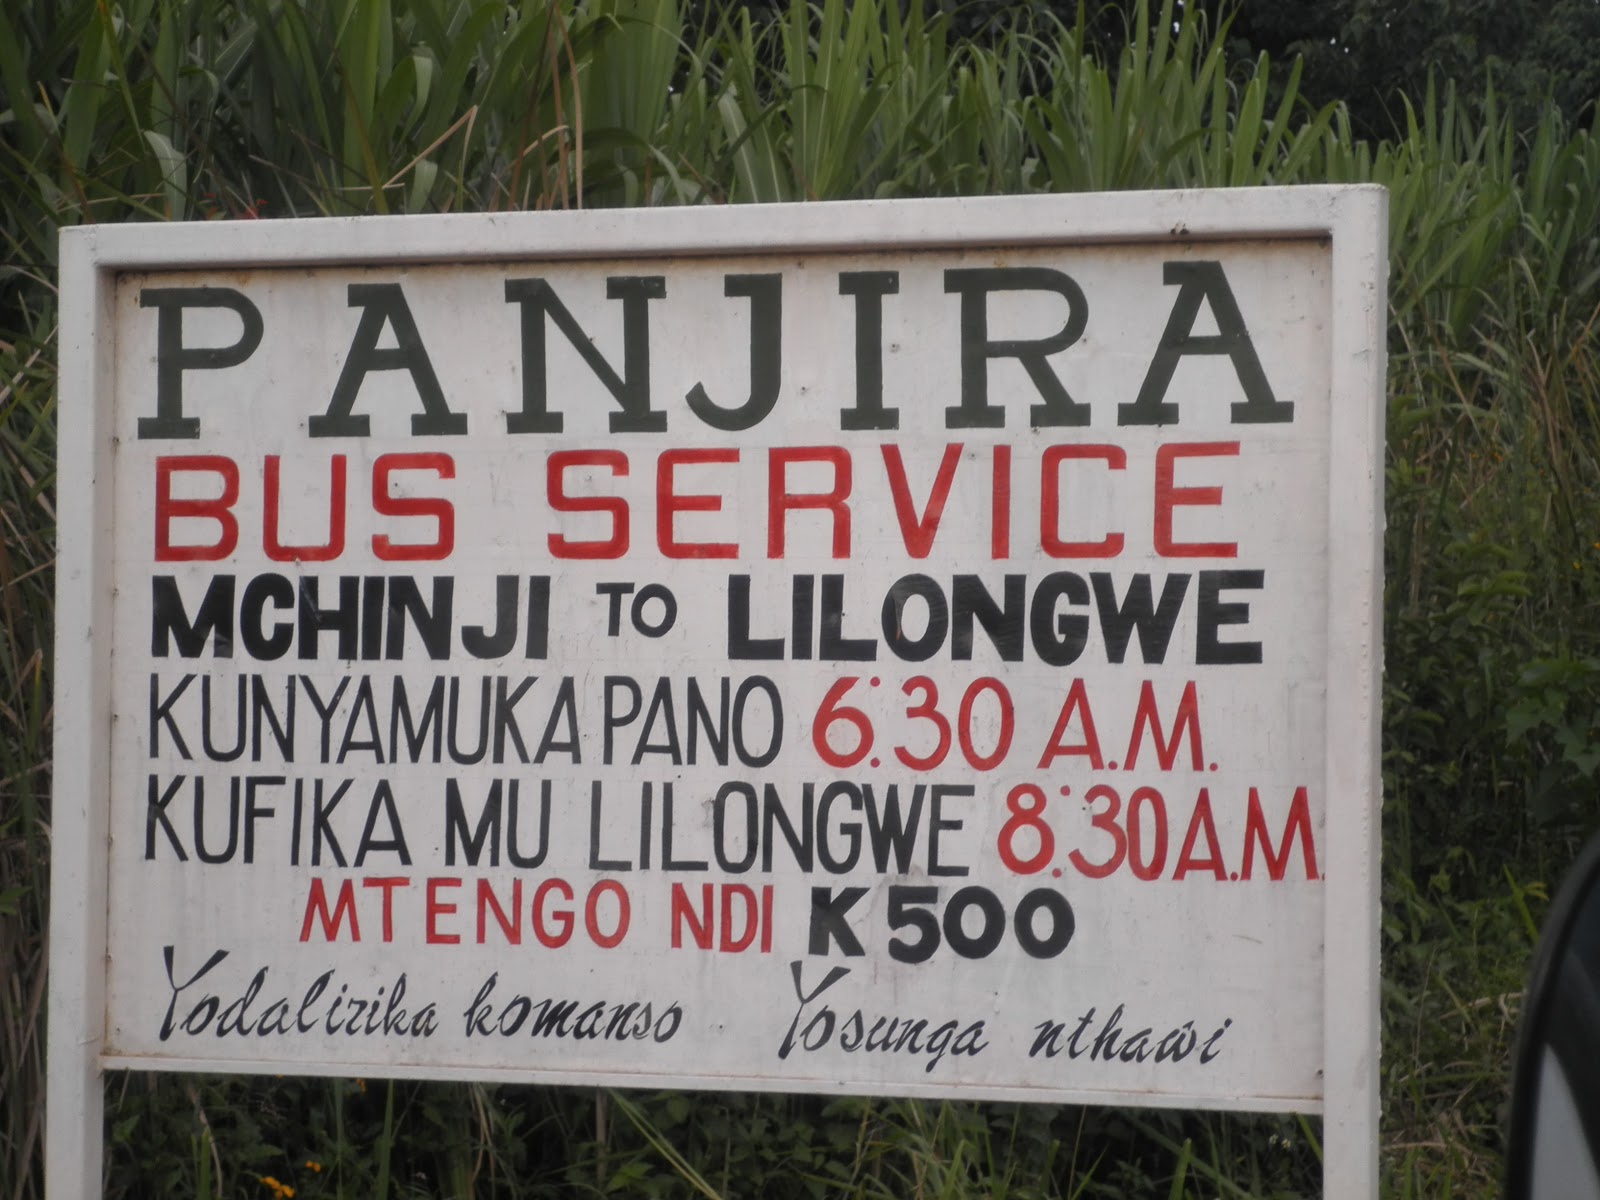 PANJIRA
BUS SERVICE
MCHINJI TO LILONGWE
KUNYAMUKA PANO 6:30 A.M.
KUFIKA MU LILONGWE 8:30 A.M.
MTENGO NDI K500
Yodalirika komanso Yosunga nthaŵi